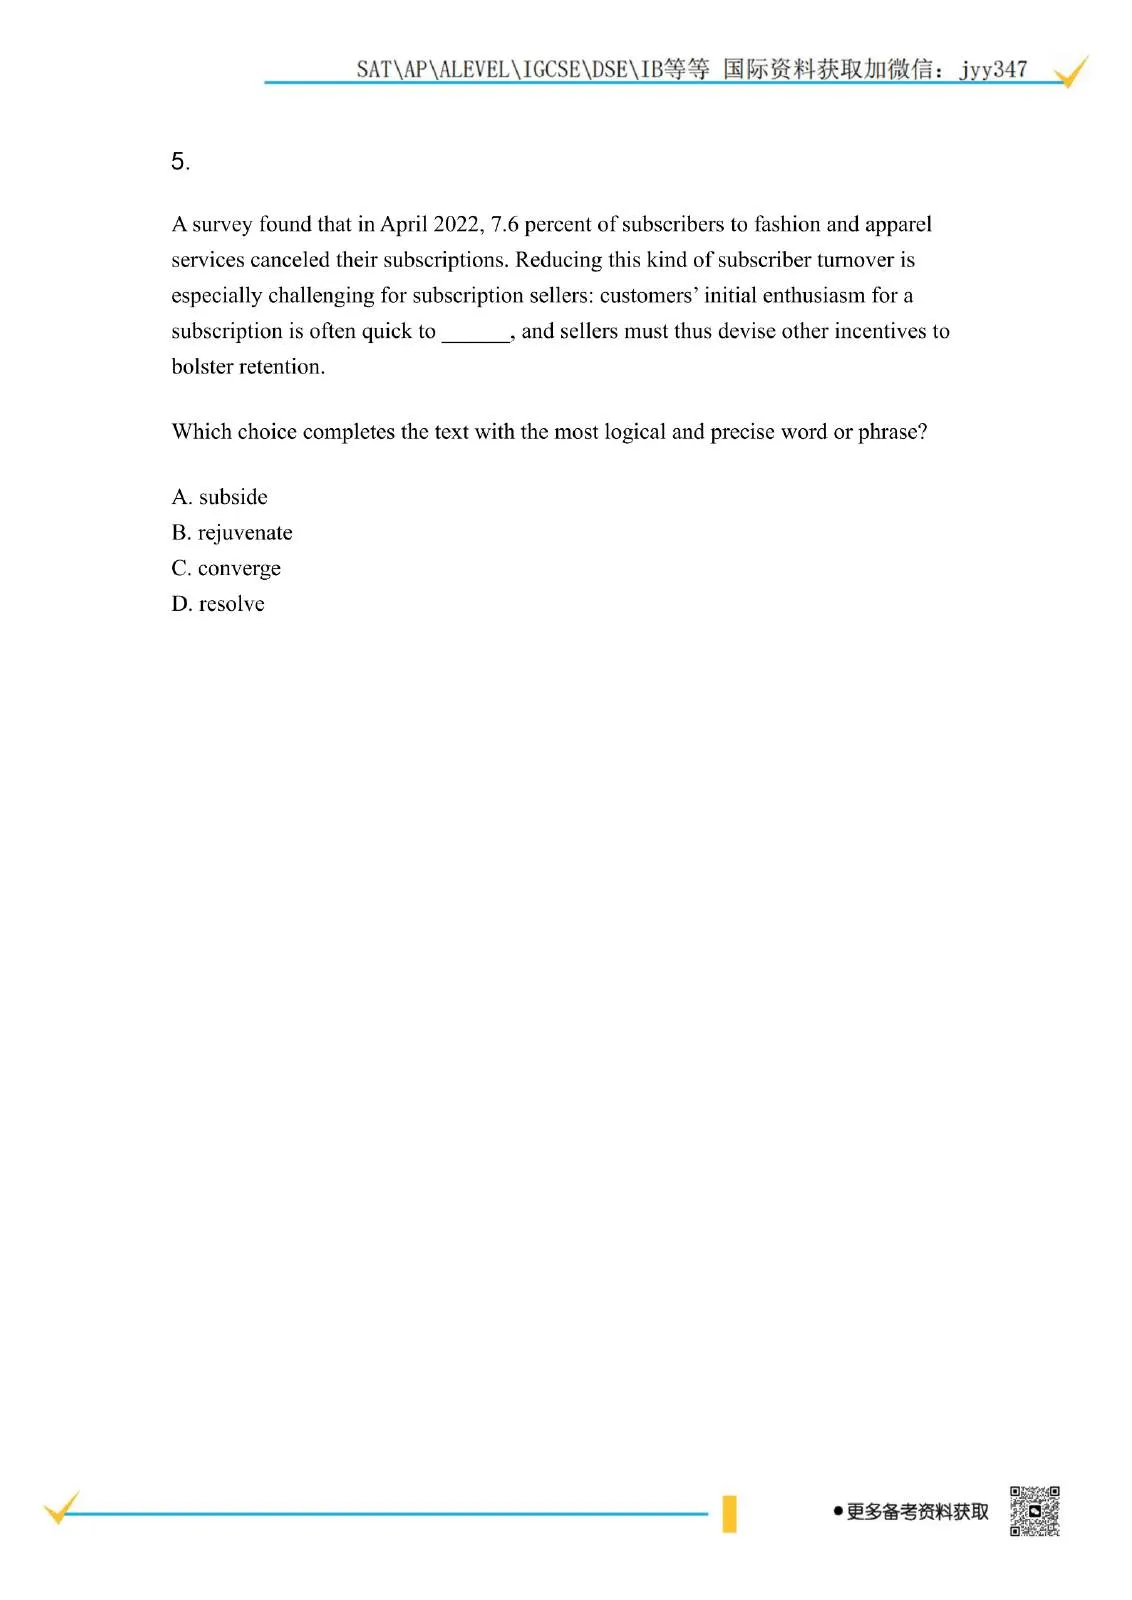 SAT\AP\ALEVEL\IGCSE\DSE\IB等等 国际资料获取加微信：jyy347
5.
A survey found that in April 2022, 7.6 percent of subscribers to fashion and apparel
services canceled their subscriptions. Reducing this kind of subscriber turnover is
especially challenging for subscription sellers: customers’ initial enthusiasm for a
subscription is often quick to ______, and sellers must thus devise other incentives to
bolster retention.
Which choice completes the text with the most logical and precise word or phrase?
A. subside
B. rejuvenate
C. converge
D. resolve
●更多备考资料获取